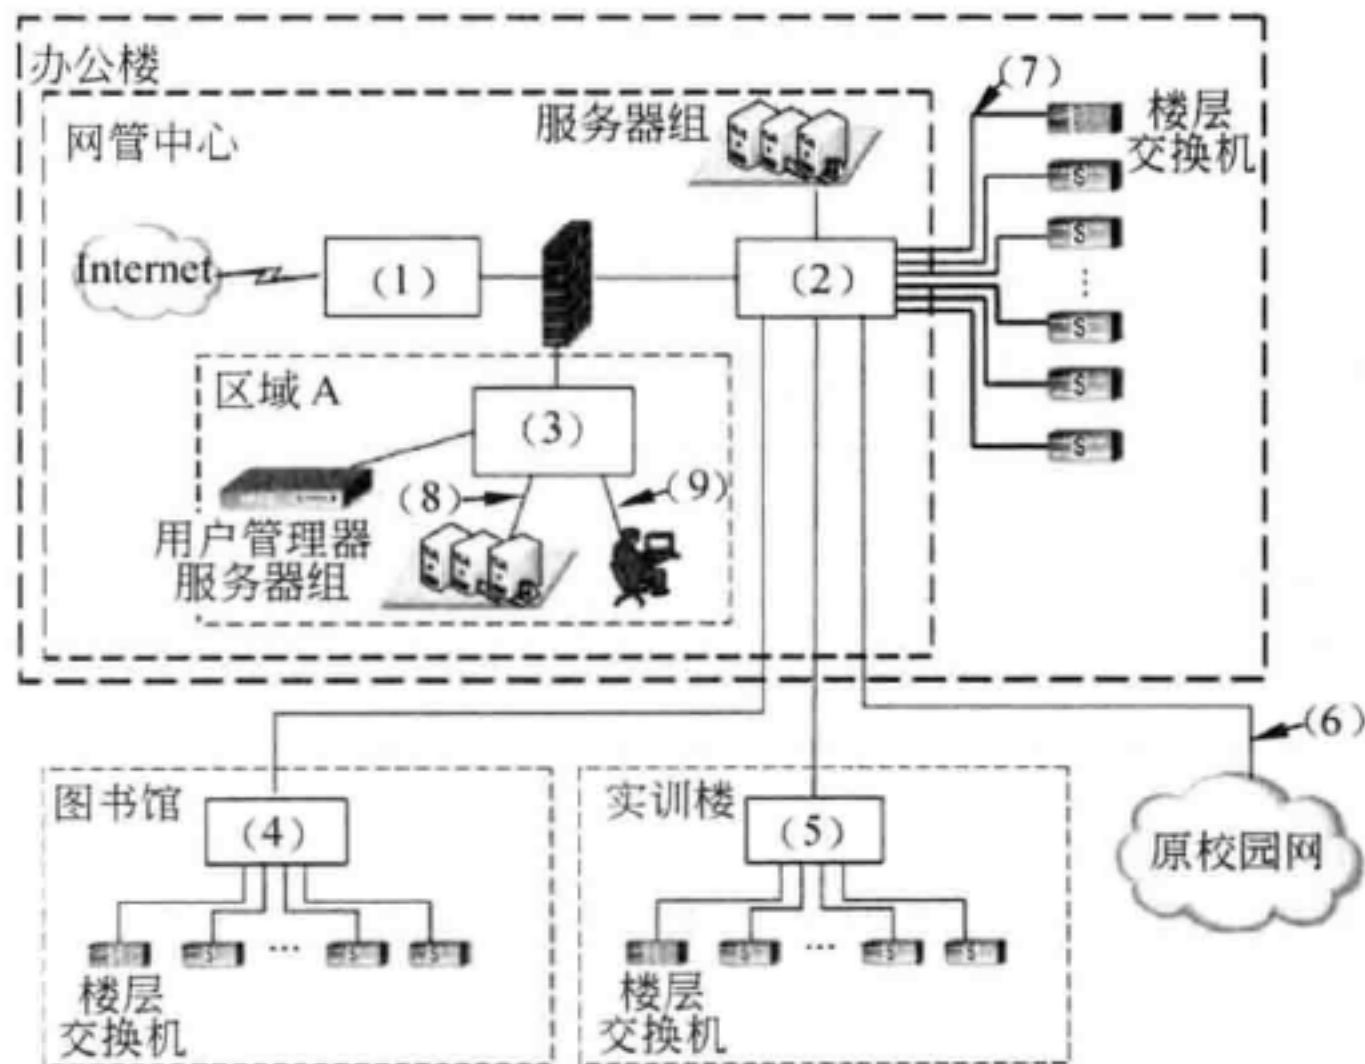 办公楼
网管中心
服务器组
(7)
楼层
交换机
S
S
S
S
S
Internet
(1)
(2)
区域 A
(3)
(8)
(9)
用户管理器
服务器组
(6)
图书馆
(4)
S
...
S
S
楼层
交换机
实训楼
(5)
S
...
S
S
楼层
交换机
原校园网